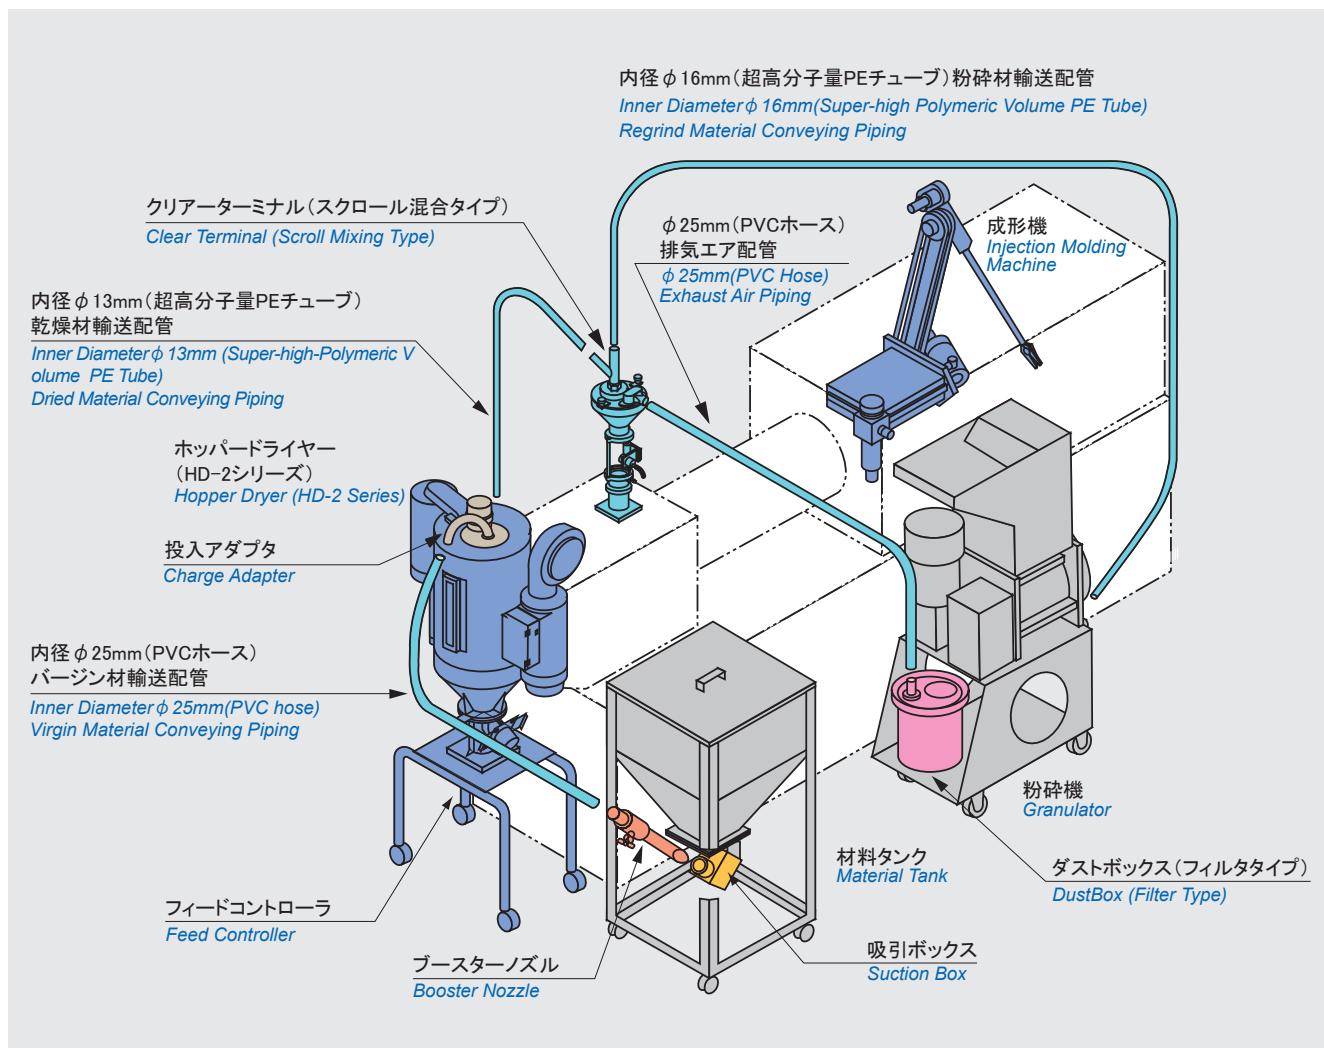 内径φ16mm（超高分子量PEチューブ）粉砕材輸送配管
Inner Diameterφ 16mm(Super-high Polymeric Volume PE Tube)
Regrind Material Conveying Piping
クリアーターミナル（スクロール混合タイプ）
Clear Terminal (Scroll Mixing Type)
φ25mm（PVCホース）
排気エア配管
φ 25mm(PVC Hose)
Exhaust Air Piping
成形機
Injection Molding
Machine
内径φ13mm（超高分子量PEチューブ）
乾燥材輸送配管
Inner Diameterφ 13mm (Super-high-Polymeric V
olume PE Tube)
Dried Material Conveying Piping
ホッパードライヤー
（HD-2シリーズ）
Hopper Dryer (HD-2 Series)
投入アダプタ
Charge Adapter
内径φ25mm（PVCホース）
バージン材輸送配管
Inner Diameterφ 25mm(PVC hose)
Virgin Material Conveying Piping
粉砕機
Granulator
材料タンク
Material Tank
ダストボックス（フィルタタイプ）
DustBox (Filter Type)
フィードコントローラ
Feed Controller
ブースターノズル
Booster Nozzle
吸引ボックス
Suction Box